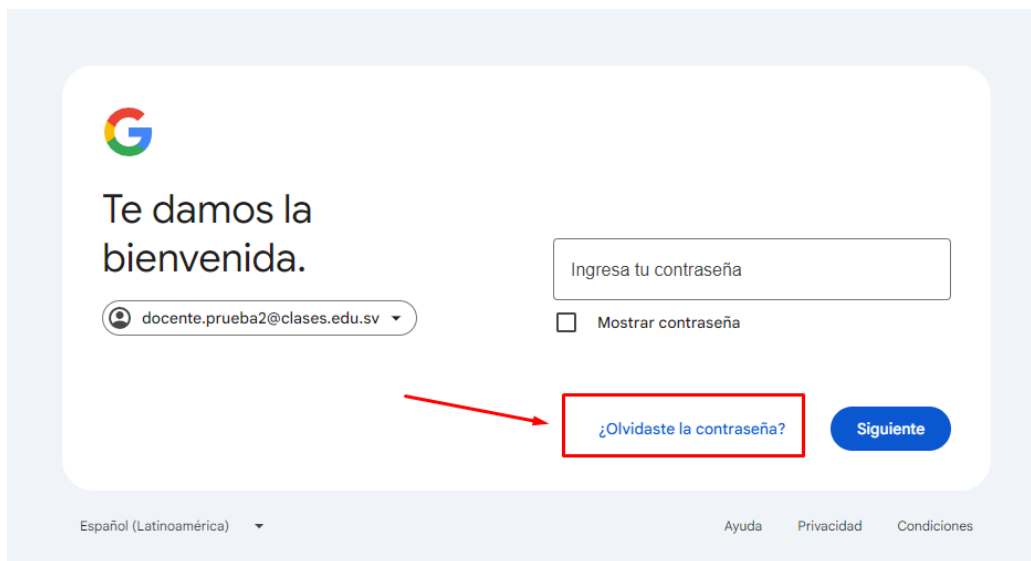 Te damos la
bienvenida.
docente.prueba2@clases.edu.sv
Ingresa tu contraseña
Mostrar contraseña
¿Olvidaste la contraseña?
Siguiente
Español (Latinoamérica)
Ayuda
Privacidad
Condiciones